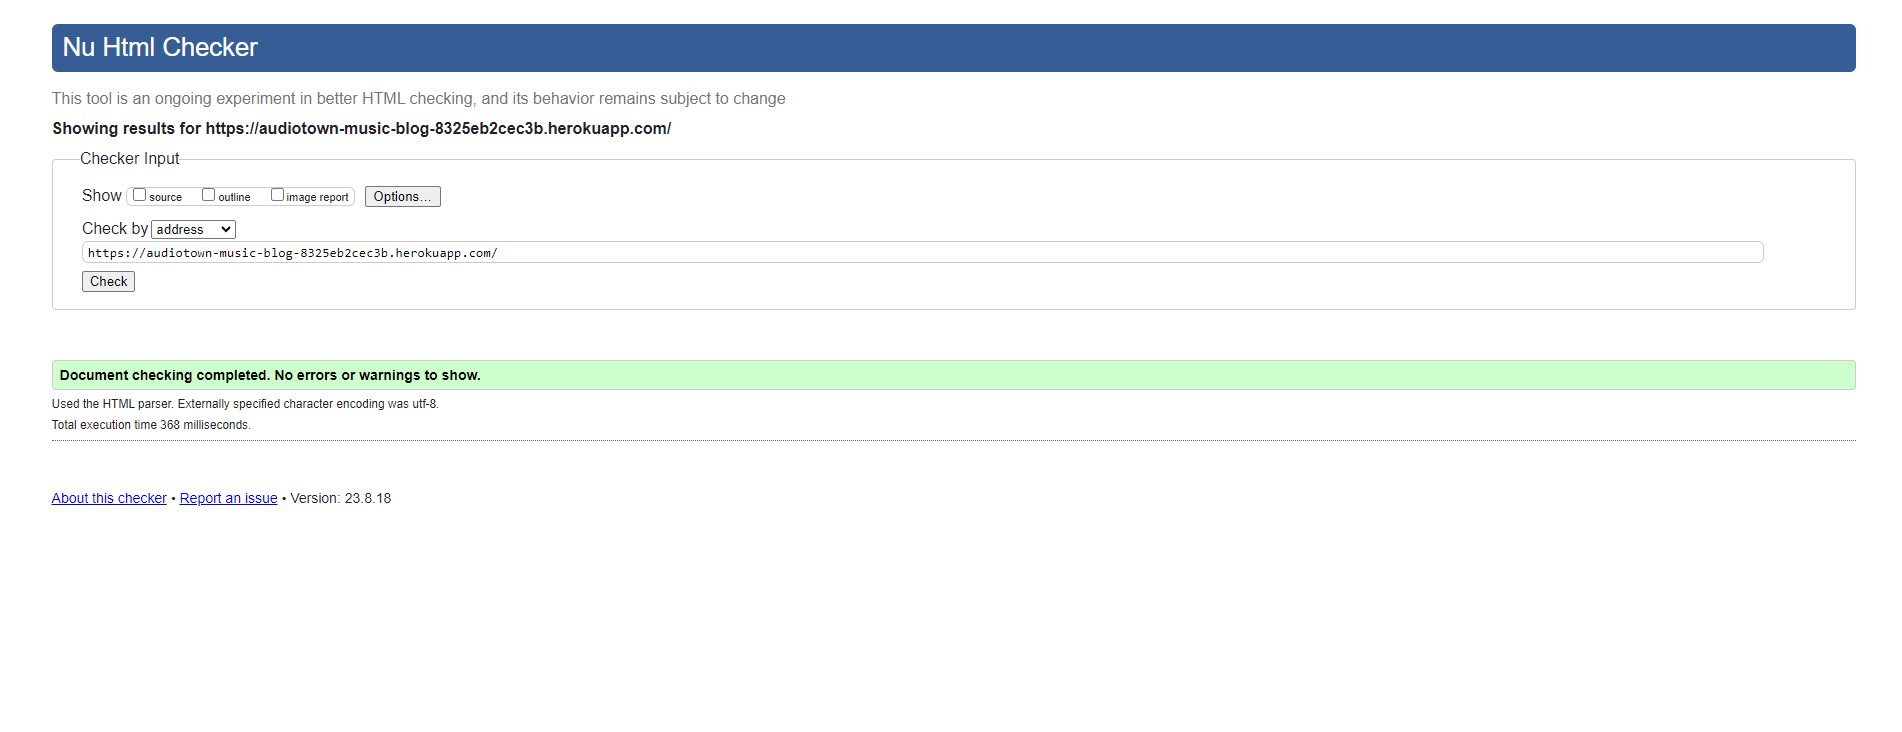 Nu Html Checker
This tool is an ongoing experiment in better HTML checking, and its behavior remains subject to change
Showing results for https://audiotown-music-blog-8325eb2cec3b.herokuapp.com/
Checker Input
Show source outline image report Options...
Check by address
https://audiotown-music-blog-8325eb2cec3b.herokuapp.com/
Check
Document checking completed. No errors or warnings to show.
Used the HTML parser. Externally specified character encoding was utf-8.
Total execution time 368 milliseconds.
About this checker • Report an issue • Version: 23.8.18